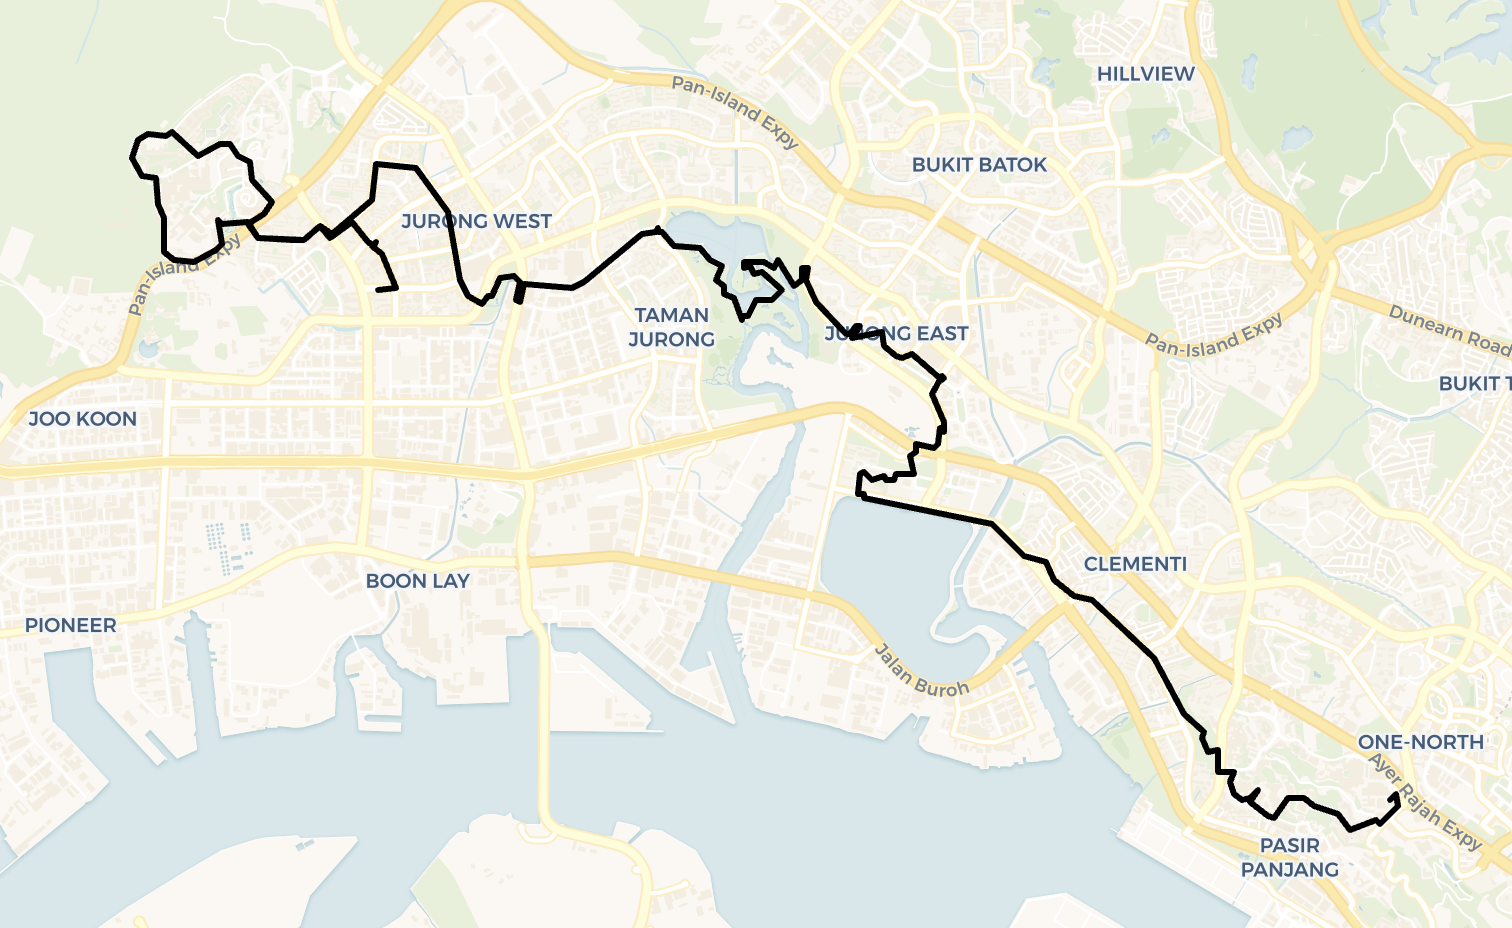 HILLVIEW
Pan-Island Expy
BUKIT BATOK
JURONG WEST
Pan-Island Expy
TAMAN
JURONG
JURONG EAST
Pan-Island Expy
Dunearn Road
BUKIT T
JOO KOON
CLEMENTI
BOON LAY
PIONEER
Jalan Buroh
ONE-NORTH
Ayer Rajah Expy
PASIR
PANJANG